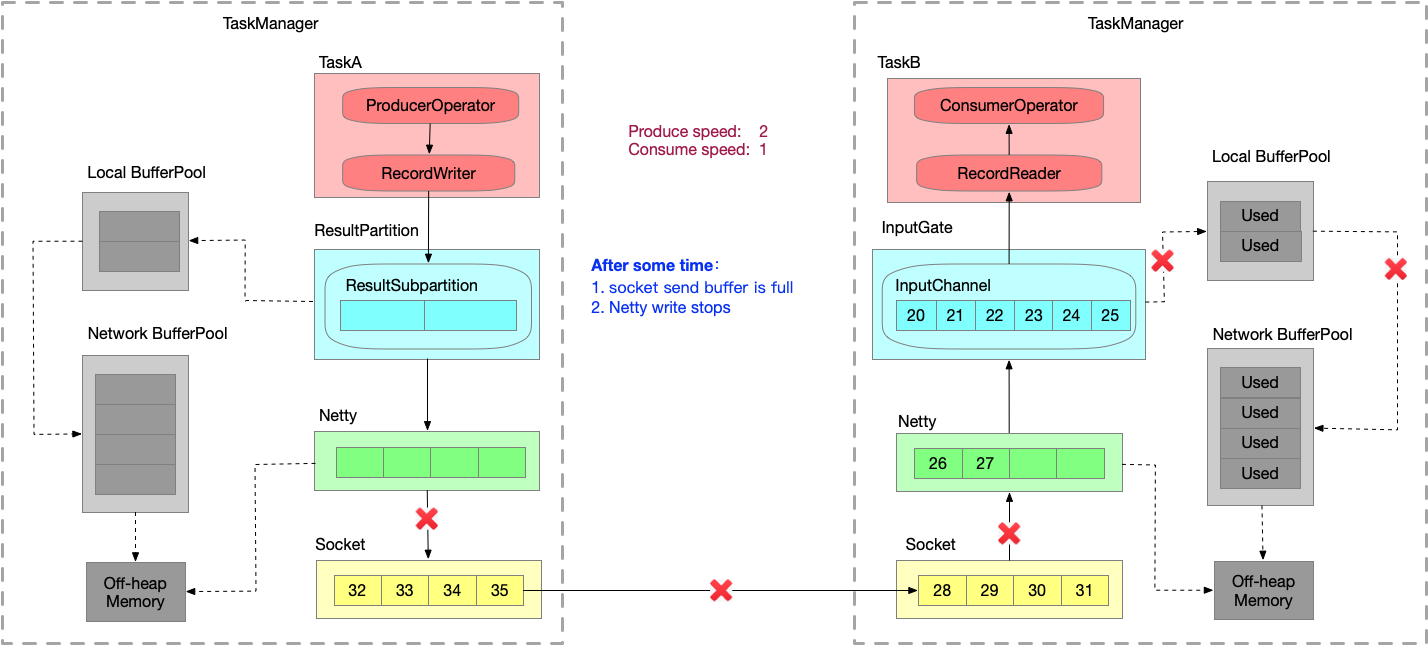 TaskManager
TaskA
ProducerOperator
RecordWriter
Local BufferPool
ResultPartition
ResultSubpartition
Network BufferPool
Netty
Socket
32 33 34 35
Off-heap
Memory
Produce speed: 2
Consume speed: 1
After some time：
1. socket send buffer is full
2. Netty write stops
TaskManager
TaskB
ConsumerOperator
RecordReader
Local BufferPool
Used
Used
InputGate
InputChannel
20 21 22 23 24 25
Network BufferPool
Used
Used
Used
Used
Netty
26 27
Socket
28 29 30 31
Off-heap
Memory